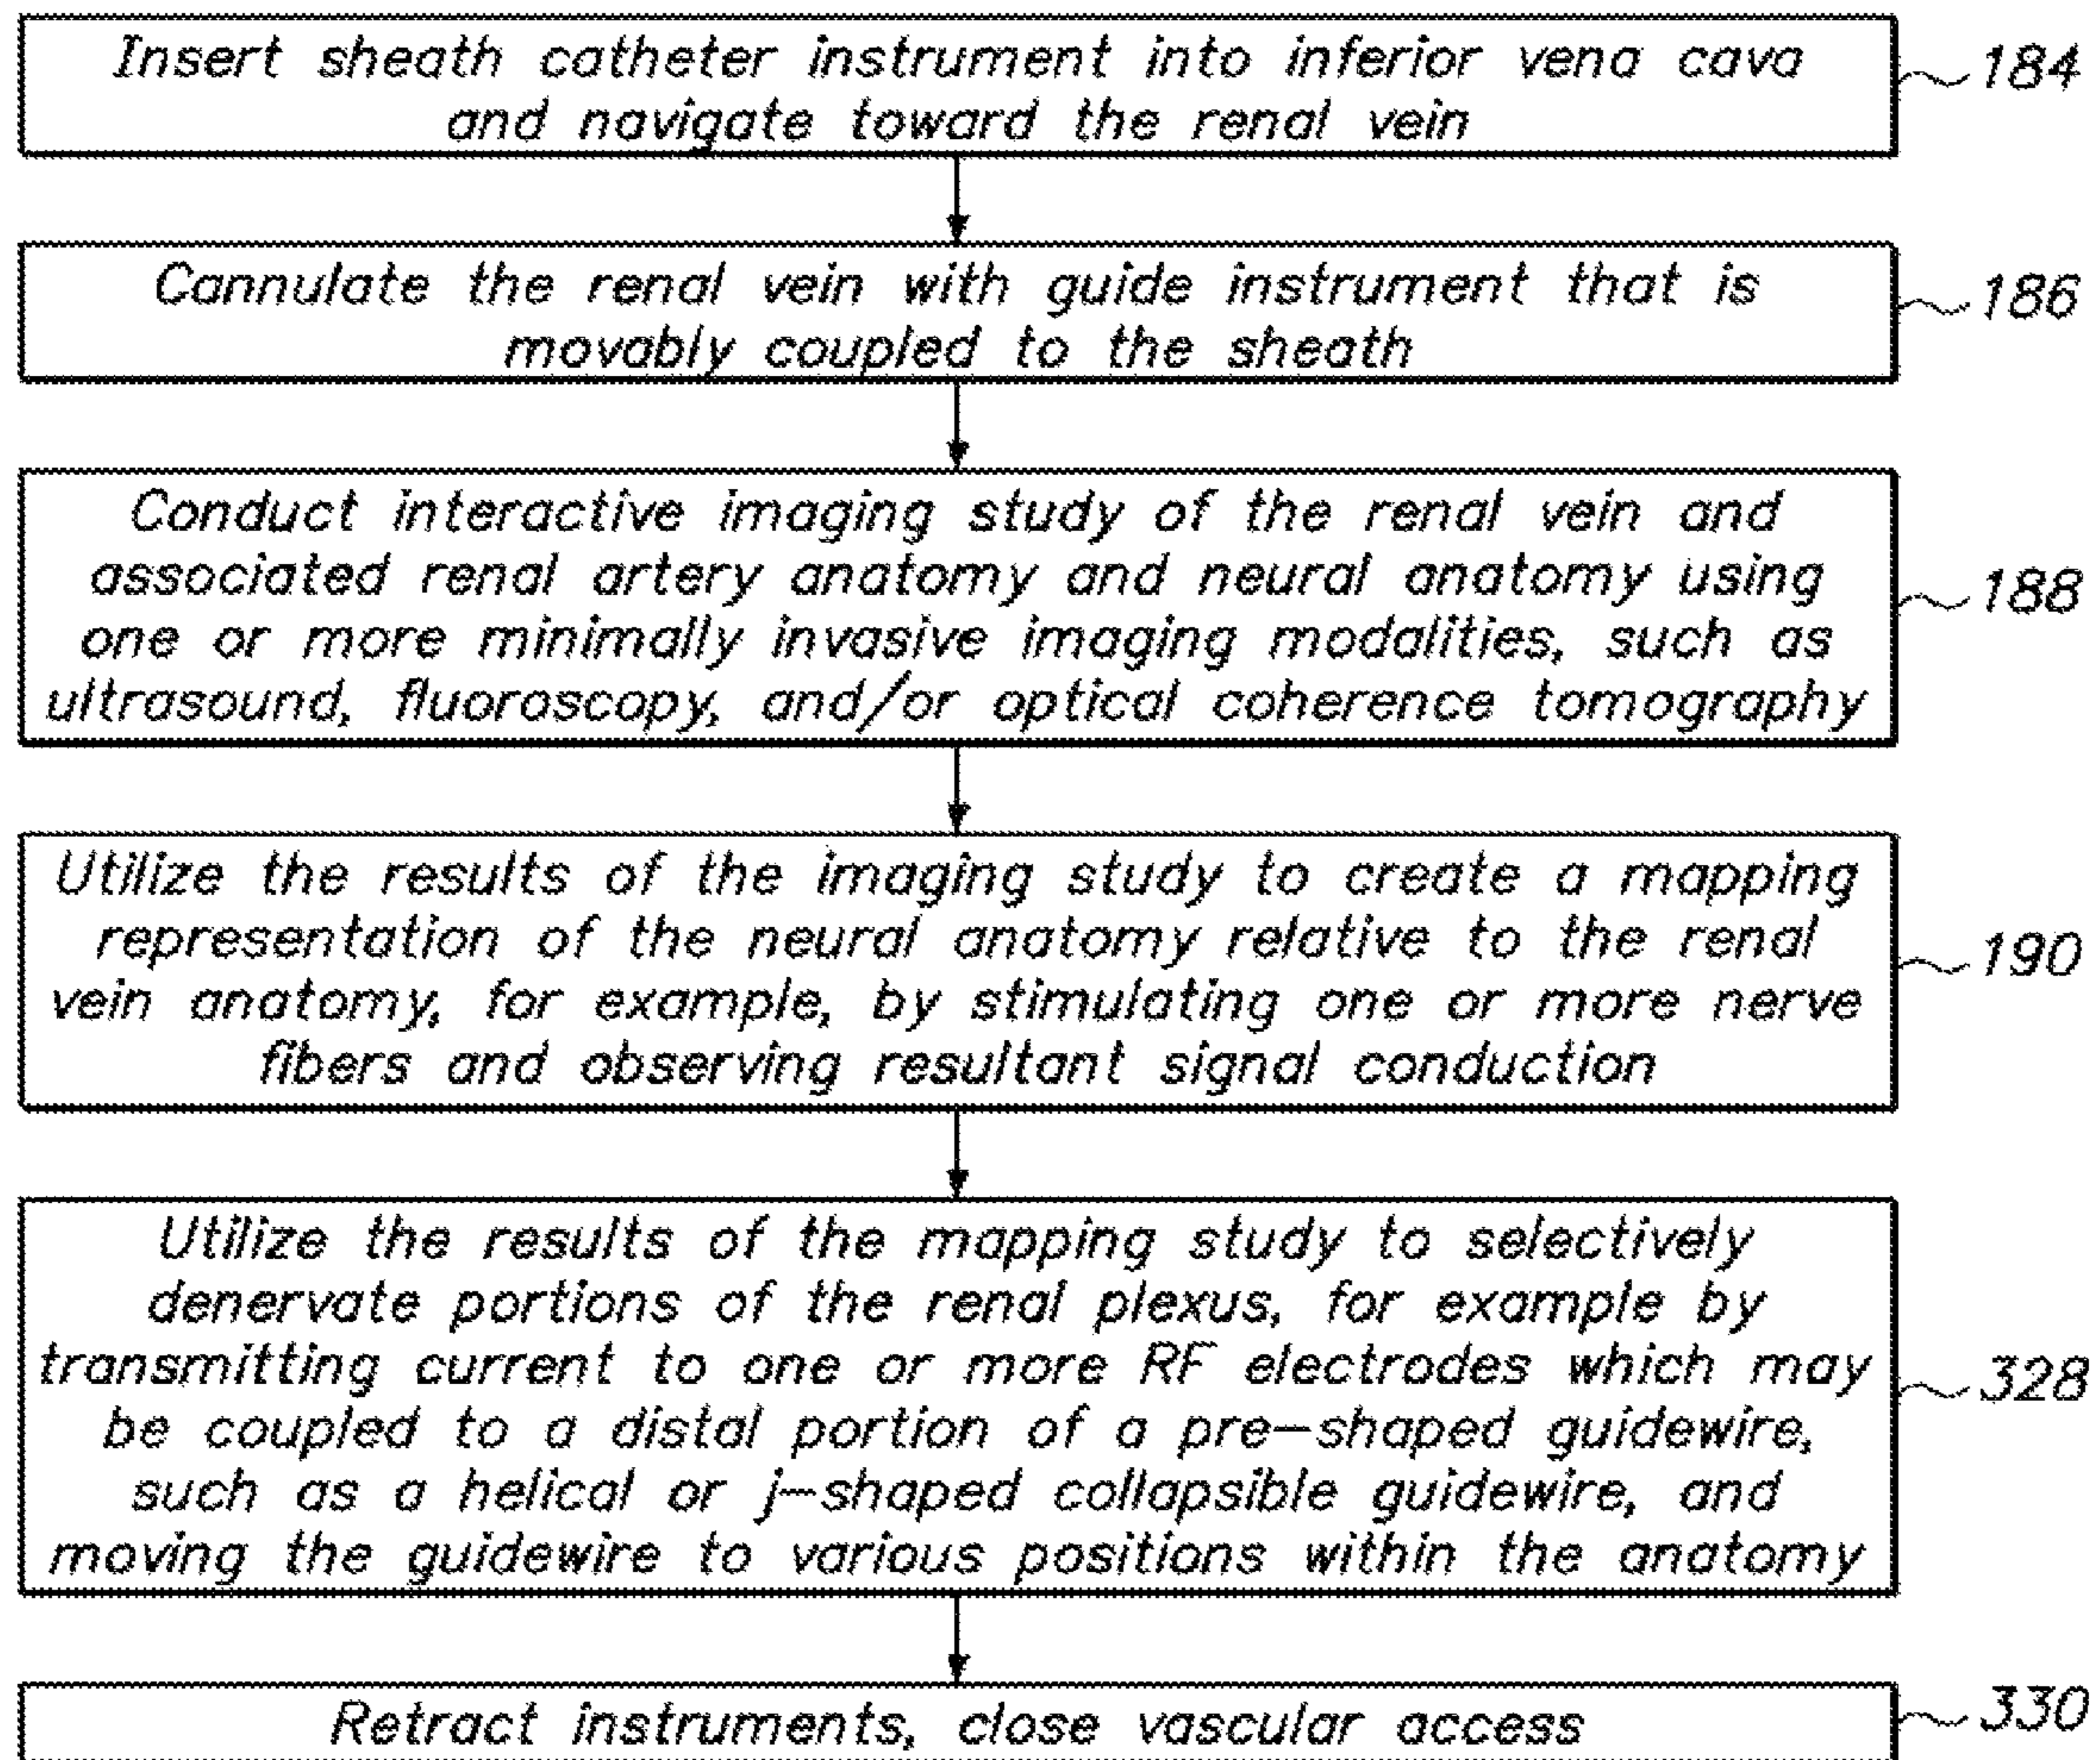 Insert sheath catheter instrument into inferior vena cava
and navigate toward the renal vein
184
Cannulate the renal vein with guide instrument that is
movably coupled to the sheath
186
Conduct interactive imaging study of the renal vein and
associated renal artery anatomy and neural anatomy using
one or more minimally invasive imaging modalities, such as
ultrasound, fluoroscopy, and/or optical coherence tomography
188
Utilize the results of the imaging study to create a mapping
representation of the neural anatomy relative to the renal
vein anatomy, for example, by stimulating one or more nerve
fibers and observing resultant signal conduction
190
Utilize the results of the mapping study to selectively
denervate portions of the renal plexus, for example by
transmitting current to one or more RF electrodes which may
be coupled to a distal portion of a pre-shaped guidewire,
such as a helical or j-shaped collapsible guidewire, and
moving the guidewire to various positions within the anatomy
328
Retract instruments, close vascular access
330